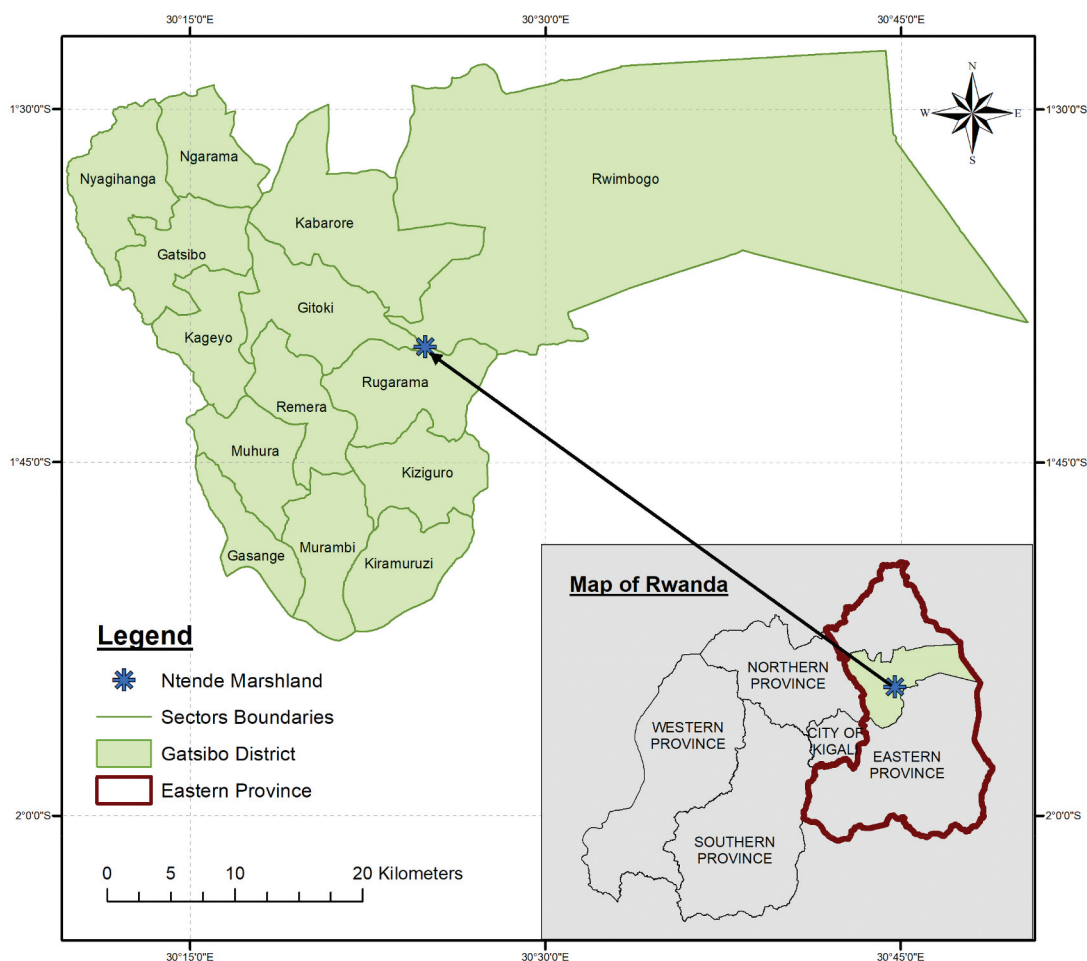 30°15'0"E
30°30'0"E
30°45'0"E
1°30'0"S
1°30'0"S
N
W
E
S
Ngarama
Nyagihanga
Rwimbogo
Kabarore
Gatsibo
Gitoki
Kageyo
Rugarama
Remera
Muhura
1°45'0"S
1°45'0"S
Kiziguro
Murambi
Gasange
Kiramuruzi
Map of Rwanda
Legend
Ntende Marshland
Sectors Boundaries
Gatsibo District
Eastern Province
NORTHERN
PROVINCE
WESTERN
PROVINCE
CITY OF
KIGALI
EASTERN
PROVINCE
SOUTHERN
PROVINCE
2°0'0"S
2°0'0"S
0 5 10 20 Kilometers
30°15'0"E
30°30'0"E
30°45'0"E